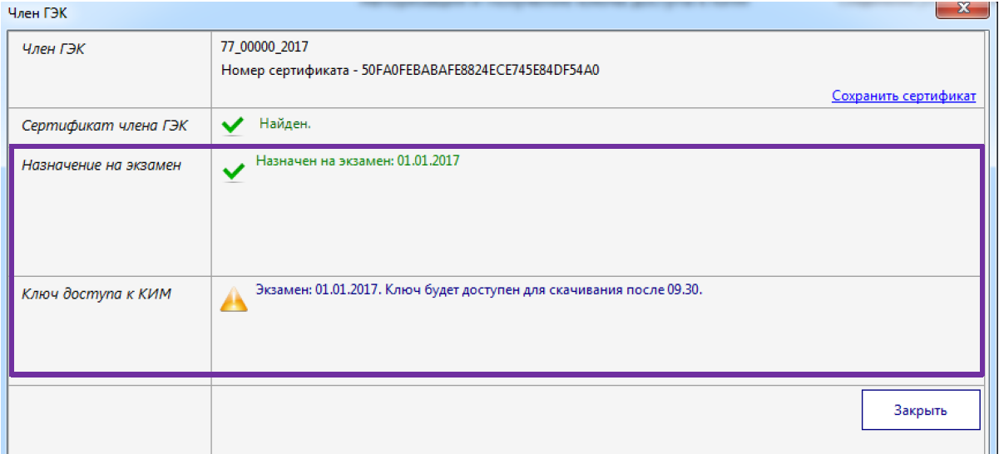 Член ГЭК
Член ГЭК
77_00000_2017
Номер сертификата - 50FA0FEBABAFE8824ECE745E84DF54A0
Сохранить сертификат
Сертификат члена ГЭК
Найден.
Назначение на экзамен
Назначен на экзамен: 01.01.2017
Ключ доступа к КИМ
Экзамен: 01.01.2017. Ключ будет доступен для скачивания после 09.30.
Закрыть